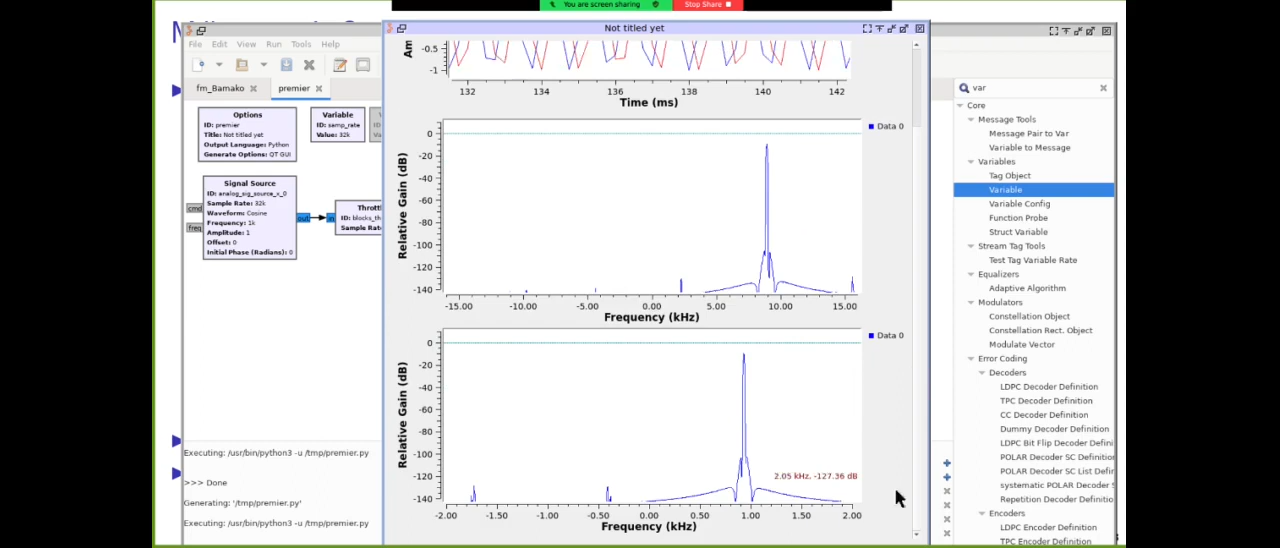 You are screen sharing
Stop Share
Not titled yet
File Edit View Run Tools Help
fm_Bamako
premier
Options
ID: premier
Title: Not titled yet
Output Language: Python
Generate Options: QT GUI
Variable
ID: samp_rate
Value: 32k
Signal Source
ID: analog_sig_source_x_0
Sample Rate: 32k
Waveform: Cosine
Frequency: 1k
Amplitude: 1
Offset: 0
Initial Phase (Radians): 0
cmd
freq
out
in
Thrott
ID: blocks_th
Sample Rat
Executing: /usr/bin/python3 -u /tmp/premier.py
>>> Done
Generating: '/tmp/premier.py'
Executing: /usr/bin/python3 -u /tmp/premier.py
Am
-0.5
-1
132 134 136 138 140 142
Time (ms)
Data 0
Relative Gain (dB)
0
-20
-40
-60
-80
-100
-120
-140
-15.00 -10.00 -5.00 0.00 5.00 10.00 15.00
Frequency (kHz)
Data 0
Relative Gain (dB)
0
-20
-40
-60
-80
-100
-120
-140
2.05 kHz, -127.36 dB
-2.00 -1.50 -1.00 -0.50 0.00 0.50 1.00 1.50 2.00
Frequency (kHz)
var
Core
Message Tools
Message Pair to Var
Variable to Message
Variables
Tag Object
Variable
Variable Config
Function Probe
Struct Variable
Stream Tag Tools
Test Tag Variable Rate
Equalizers
Adaptive Algorithm
Modulators
Constellation Object
Constellation Rect. Object
Modulate Vector
Error Coding
Decoders
LDPC Decoder Definition
TPC Decoder Definition
CC Decoder Definition
Dummy Decoder Definition
LDPC Bit Flip Decoder Defini
POLAR Decoder SC Definitio
POLAR Decoder SC List Defir
systematic POLAR Decoder S
Repetition Decoder Definition
Encoders
LDPC Encoder Definition
TPC Encoder Definition